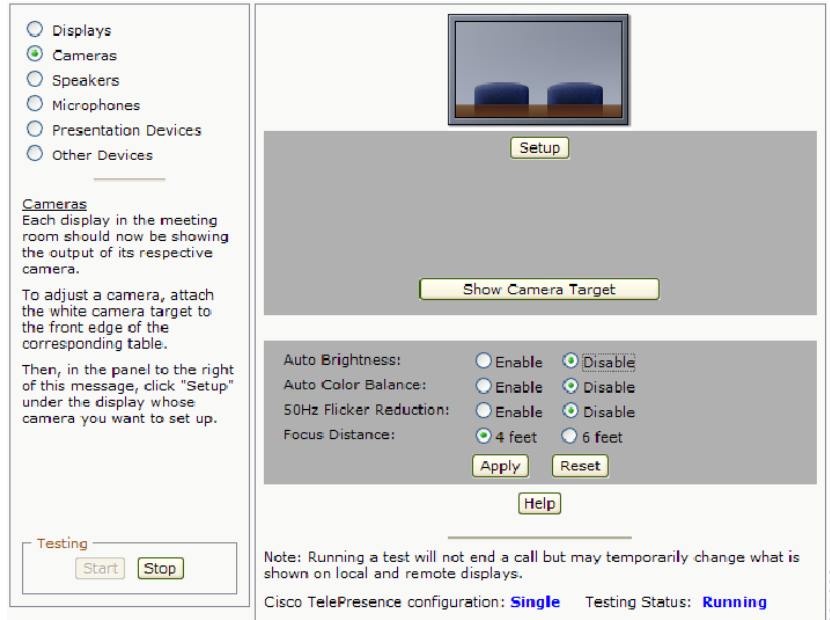 Displays
Cameras
Speakers
Microphones
Presentation Devices
Other Devices
Cameras
Each display in the meeting
room should now be showing
the output of its respective
camera.
To adjust a camera, attach
the white camera target to
the front edge of the
corresponding table.
Then, in the panel to the right
of this message, click "Setup"
under the display whose
camera you want to set up.
Testing
Start Stop
Setup
Show Camera Target
Auto Brightness: Enable Disable
Auto Color Balance: Enable Disable
50Hz Flicker Reduction: Enable Disable
Focus Distance: 4 feet 6 feet
Apply Reset
Help
Note: Running a test will not end a call but may temporarily change what is
shown on local and remote displays.
Cisco TelePresence configuration: Single Testing Status: Running